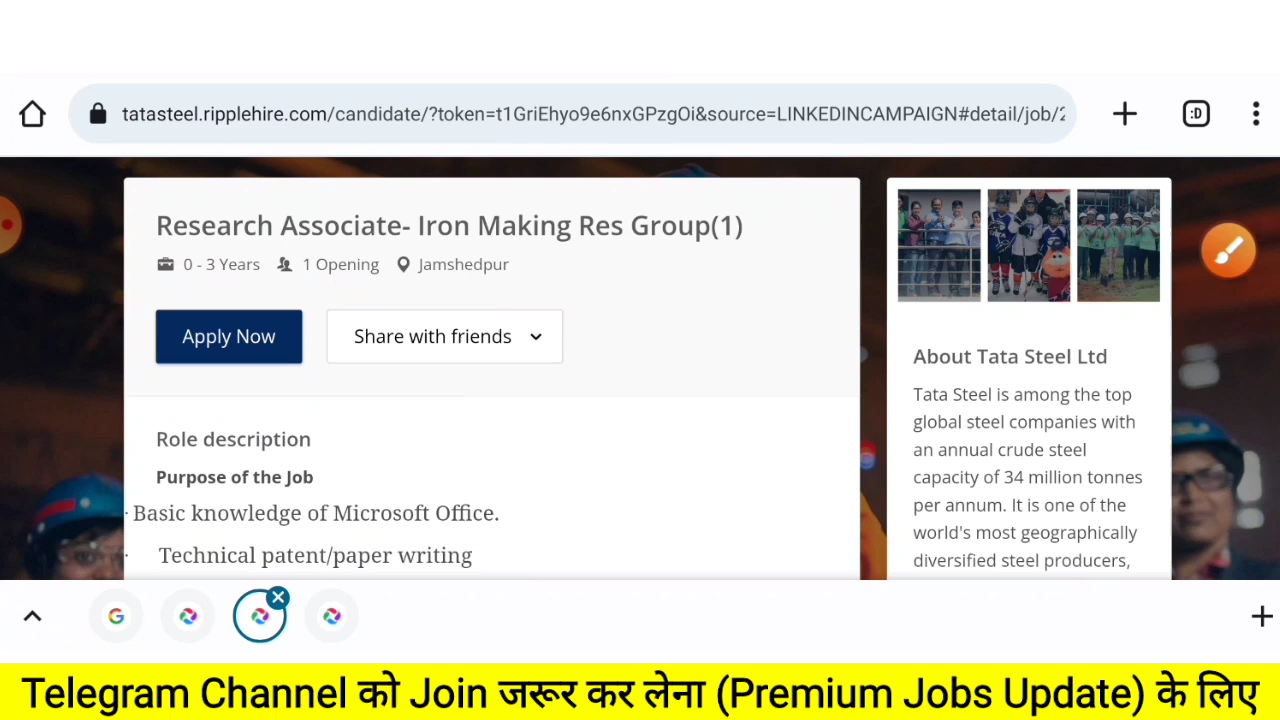 tatasteel.ripplehire.com/candidate/?token=t1GriEhyo9e6nxGPzgOi&source=LINKEDINCAMPAIGN#detail/job/2
:D
Research Associate- Iron Making Res Group(1)
0 - 3 Years 1 Opening Jamshedpur
Apply Now Share with friends
Role description
Purpose of the Job
· Basic knowledge of Microsoft Office.
· Technical patent/paper writing
About Tata Steel Ltd
Tata Steel is among the top
global steel companies with
an annual crude steel
capacity of 34 million tonnes
per annum. It is one of the
world's most geographically
diversified steel producers,
Telegram Channel को Join जरूर कर लेना (Premium Jobs Update) के लिए